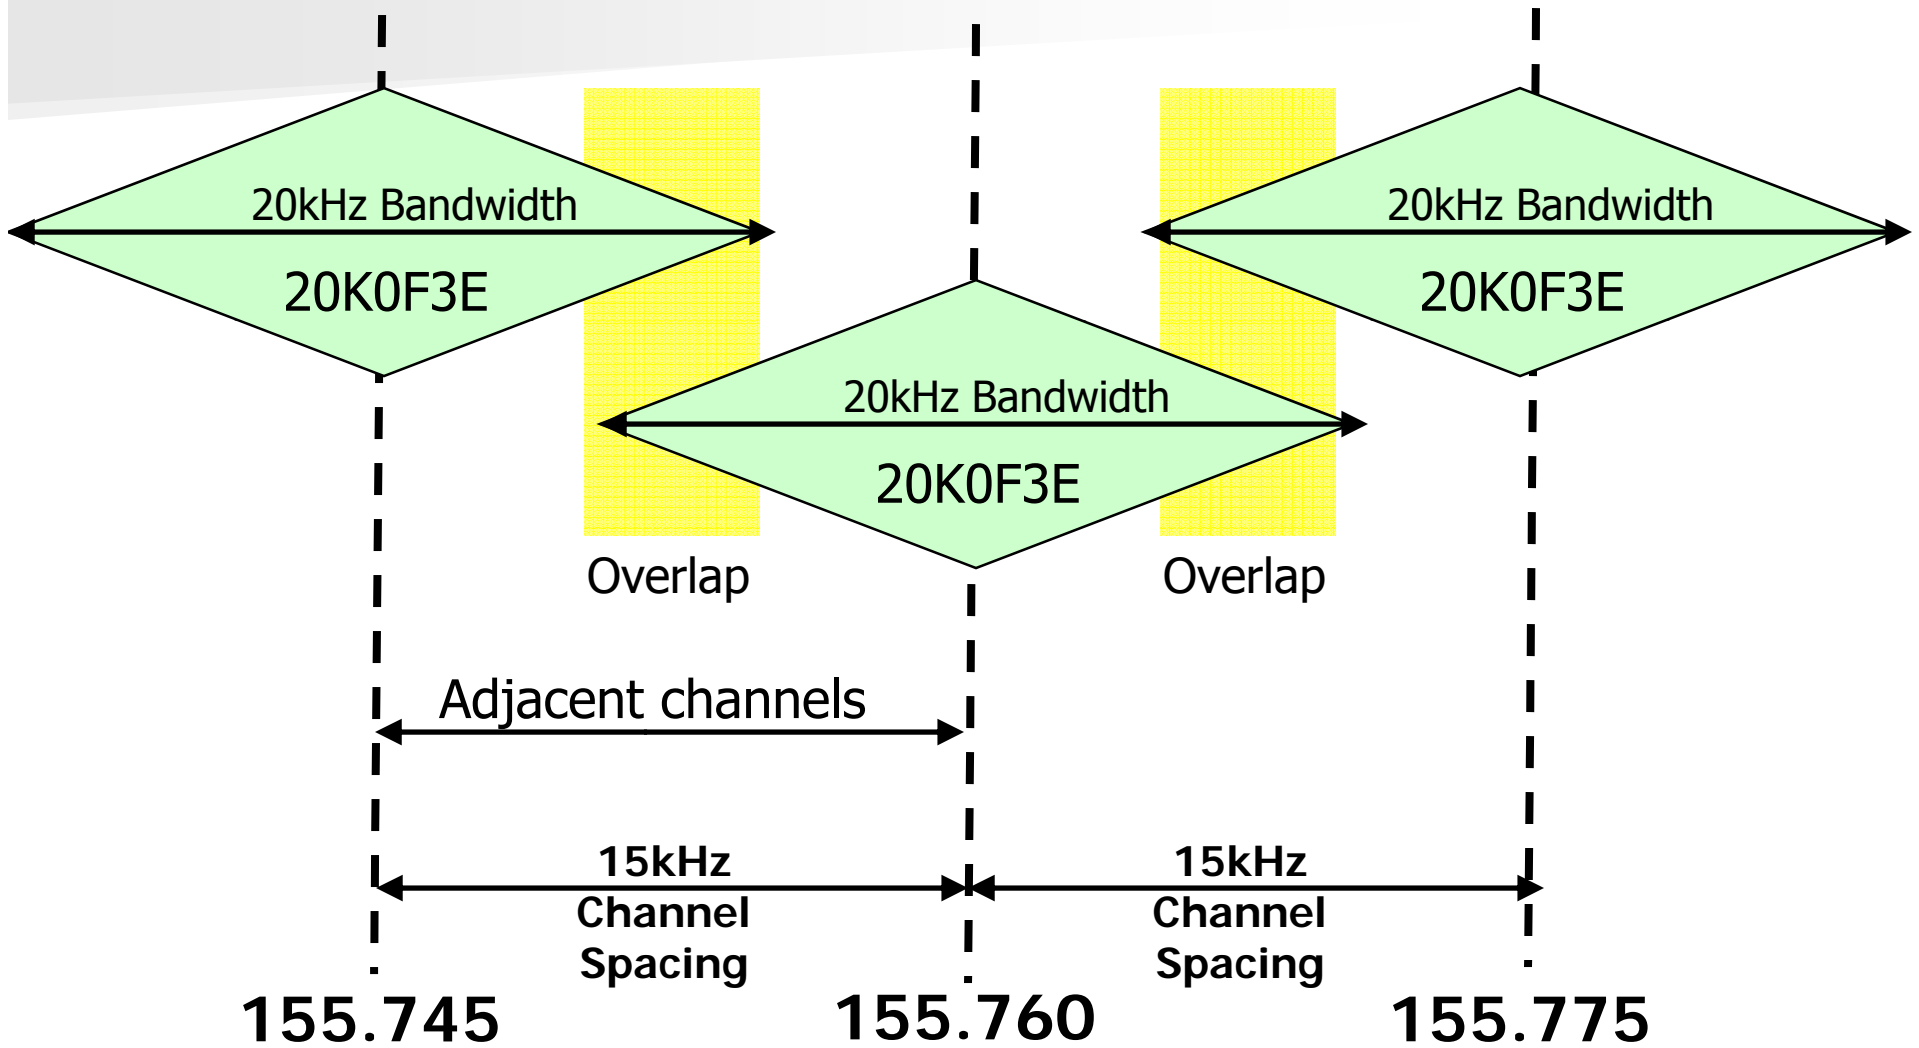 20kHz Bandwidth
20K0F3E
20kHz Bandwidth
20K0F3E
20kHz Bandwidth
20K0F3E
Overlap
Overlap
Adjacent channels
15kHz
Channel
Spacing
15kHz
Channel
Spacing
155.745
155.760
155.775